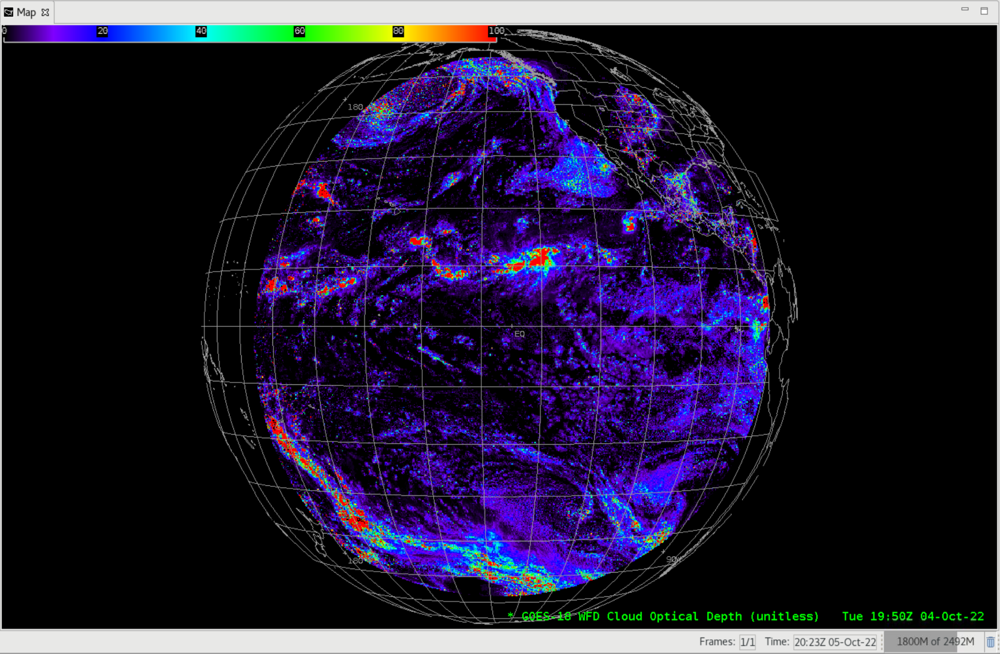 Map
0 20 40 60 80 100
180
EQ
180
90W
* GOES-18 WFD Cloud Optical Depth (unitless) Tue 19:50Z 04-Oct-22
Frames: 1/1 Time: 20:23Z 05-Oct-22 1800M of 2492M